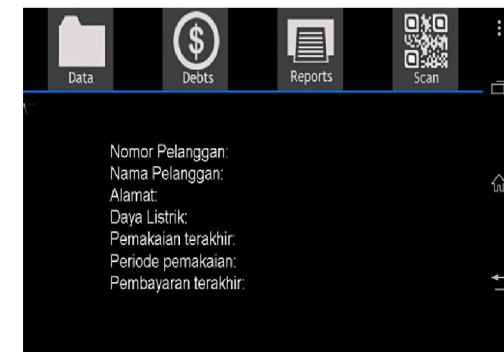 Data
Debts
Reports
Scan
Nomor Pelanggan:
Nama Pelanggan:
Alamat:
Daya Listrik:
Pemakaian terakhir:
Periode pemakaian:
Pembayaran terakhir: